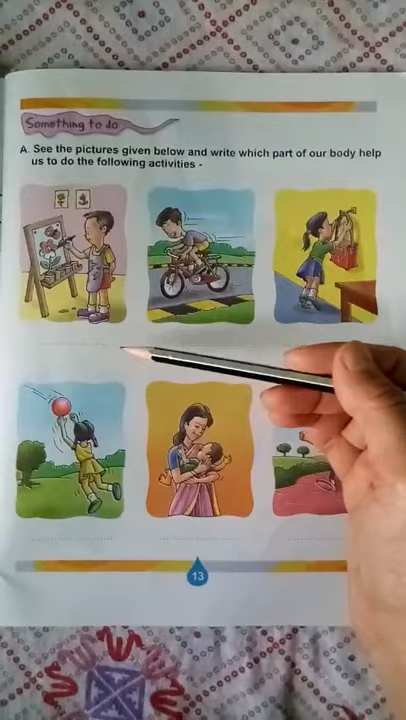 Something to do
A. See the pictures given below and write which part of our body help
us to do the following activities -
13